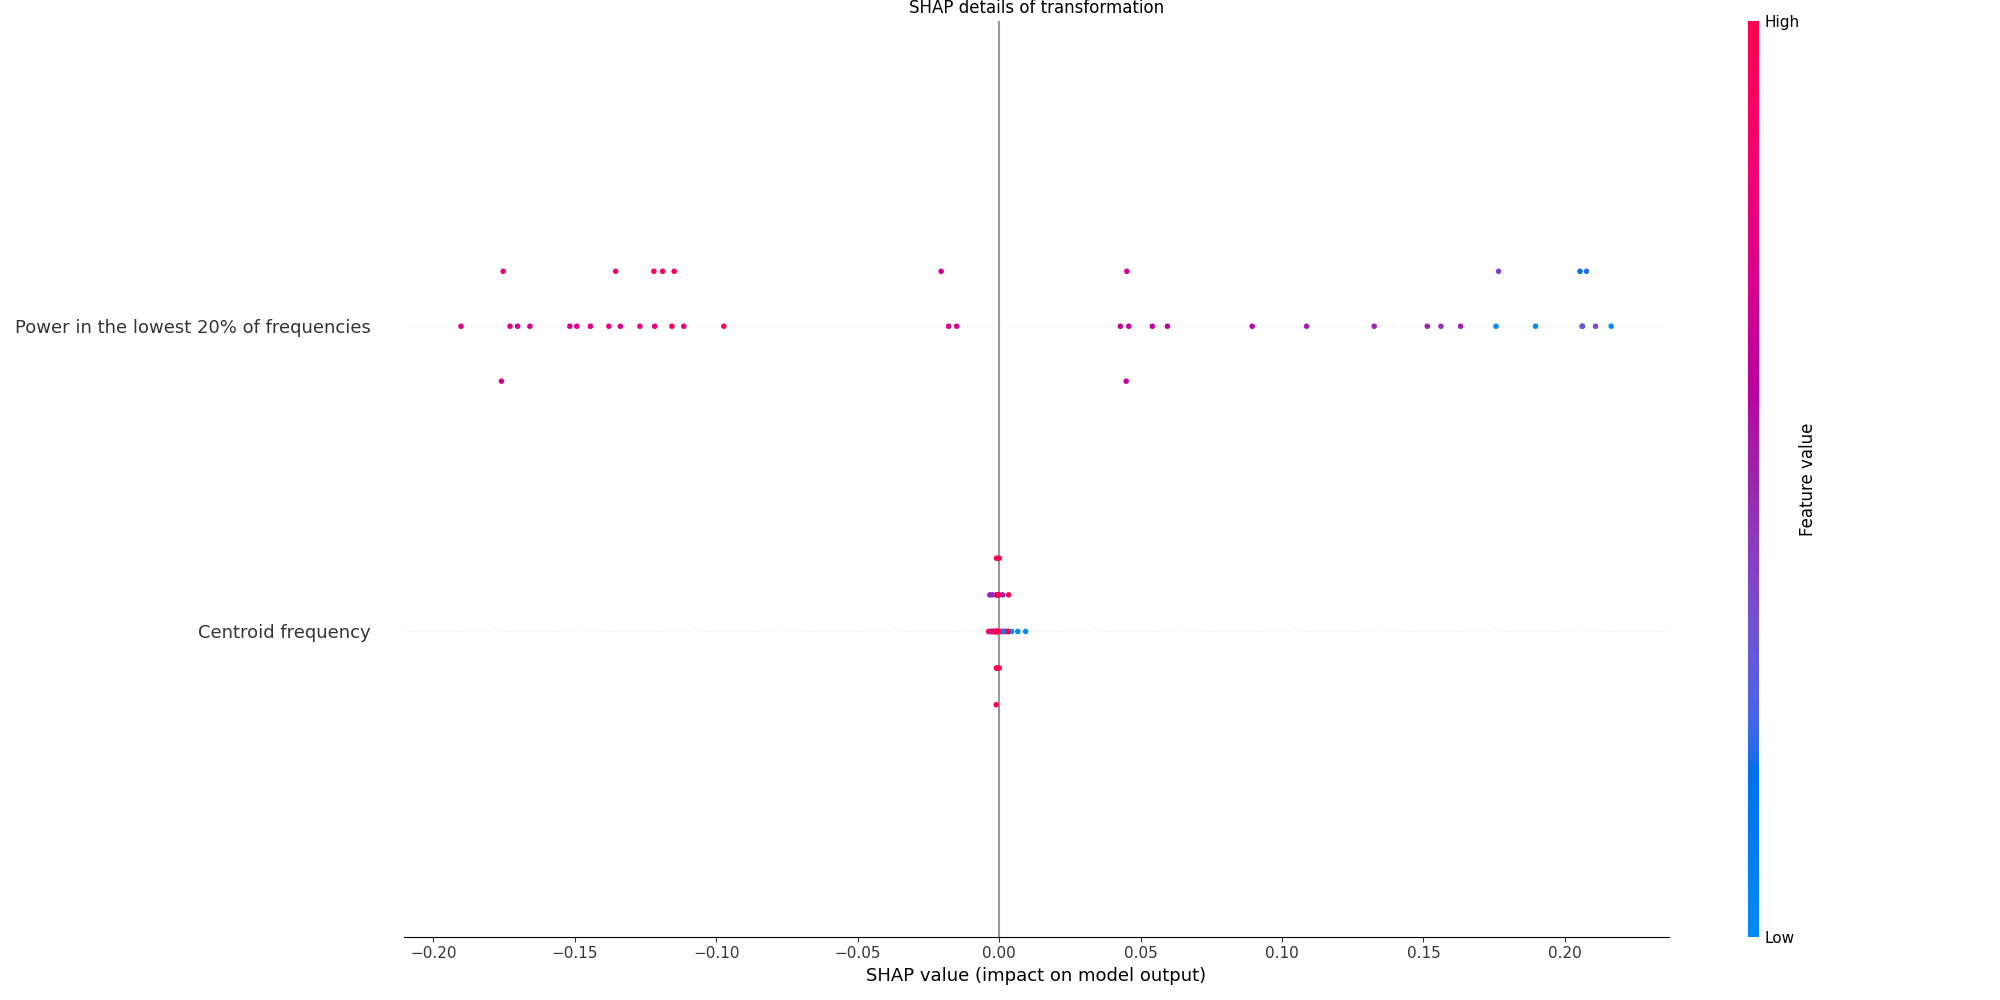 SHAP details of transformation
High
Power in the lowest 20% of frequencies
Feature value
Centroid frequency
Low
−0.20 −0.15 −0.10 −0.05 0.00 0.05 0.10 0.15 0.20
SHAP value (impact on model output)